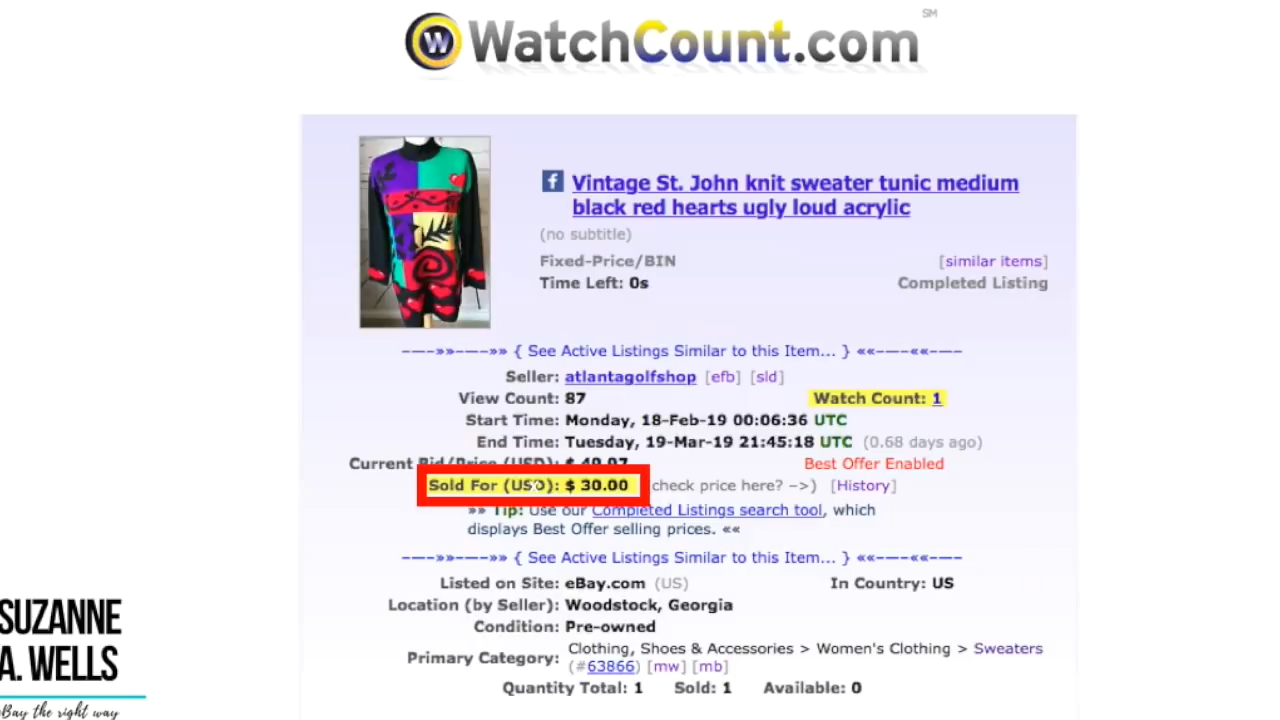 WatchCount.com SM
Vintage St. John knit sweater tunic medium
black red hearts ugly loud acrylic
(no subtitle)
Fixed-Price/BIN [similar items]
Time Left: 0s Completed Listing
----»»----»» { See Active Listings Similar to this Item... } ««----««----
Seller: atlantagolfshop [efb] [sld]
View Count: 87 Watch Count: 1
Start Time: Monday, 18-Feb-19 00:06:36 UTC
End Time: Tuesday, 19-Mar-19 21:45:18 UTC (0.68 days ago)
Current Bid/Price (USD): $ 49.97 Best Offer Enabled
Sold For (USD): $ 30.00 check price here? –>) [History]
»» Tip: Use our Completed Listings search tool, which
displays Best Offer selling prices. ««
----»»----»» { See Active Listings Similar to this Item... } ««----««----
Listed on Site: eBay.com (US) In Country: US
Location (by Seller): Woodstock, Georgia
Condition: Pre-owned
Primary Category: Clothing, Shoes & Accessories > Women's Clothing > Sweaters
(#63866) [mw] [mb]
Quantity Total: 1 Sold: 1 Available: 0
SUZANNE
A. WELLS
eBay the right way